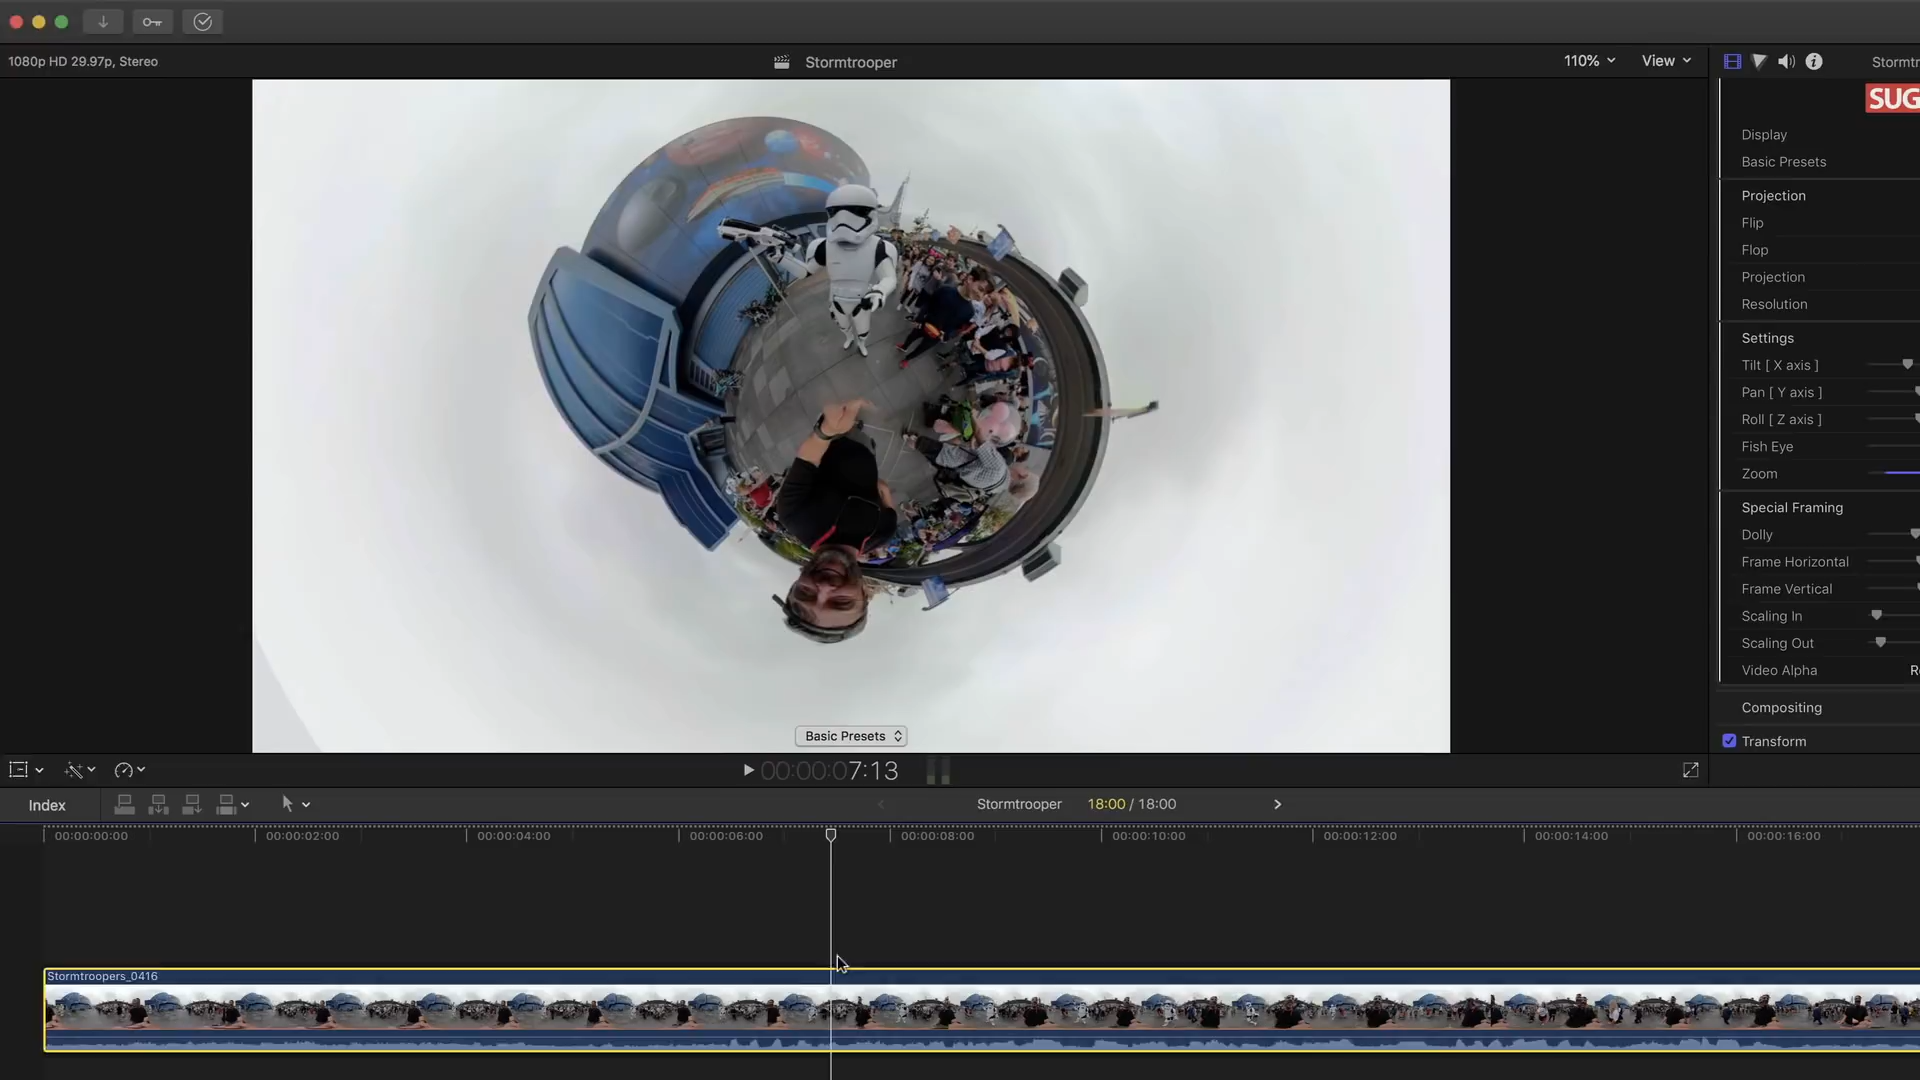 1080p HD 29.97p, Stereo
Stormtrooper
110%
View
Stormtr
SUG
Display
Basic Presets
Projection
Flip
Flop
Projection
Resolution
Settings
Tilt [ X axis ]
Pan [ Y axis ]
Roll [ Z axis ]
Fish Eye
Zoom
Special Framing
Dolly
Frame Horizontal
Frame Vertical
Scaling In
Scaling Out
Video Alpha
R
Compositing
Transform
Basic Presets
00:00:07:13
Index
Stormtrooper
18:00 / 18:00
00:00:00:00
00:00:02:00
00:00:04:00
00:00:06:00
00:00:08:00
00:00:10:00
00:00:12:00
00:00:14:00
00:00:16:00
Stormtroopers_0416